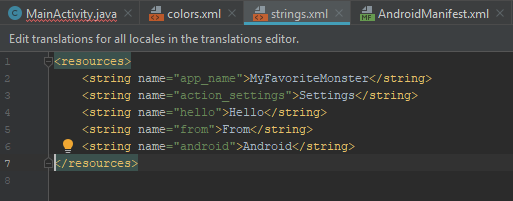 MainActivity.java colors.xml strings.xml AndroidManifest.xml
Edit translations for all locales in the translations editor.
1 <resources>
2 <string name="app_name">MyFavoriteMonster</string>
3 <string name="action_settings">Settings</string>
4 <string name="hello">Hello</string>
5 <string name="from">From</string>
6 <string name="android">Android</string>
7 </resources>
8